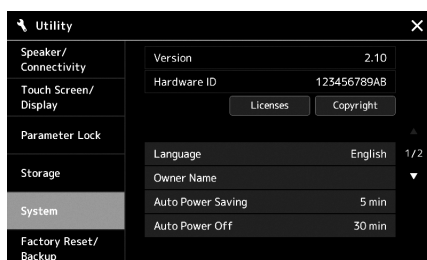 Utility
Speaker/
Connectivity
Touch Screen/
Display
Parameter Lock
Storage
System
Factory Reset/
Backup
Version 2.10
Hardware ID 123456789AB
Licenses Copyright
Language English 1/2
Owner Name
Auto Power Saving 5 min
Auto Power Off 30 min